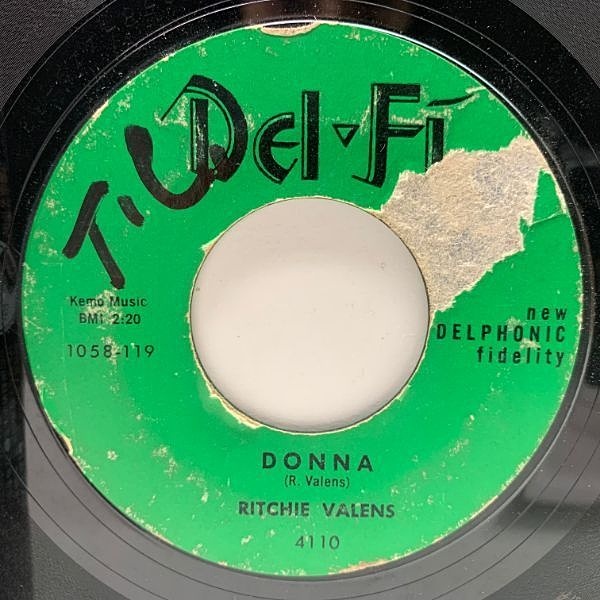 Del-Fi
T.W
Kemo Music
BMI 2:20
1058-119
new
DELPHONIC
fidelity
DONNA
(R. Valens)
RITCHIE VALENS
4110